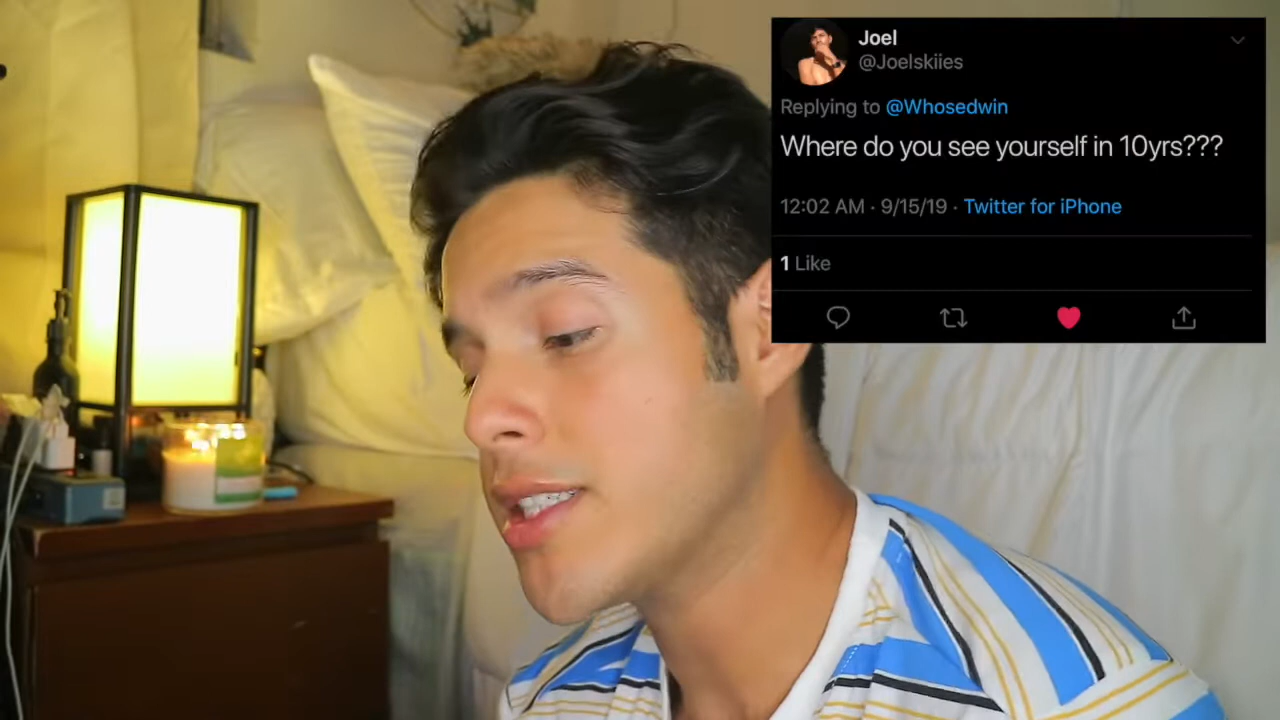 Joel
@Joelskiies
Replying to @Whosedwin
Where do you see yourself in 10yrs???
12:02 AM · 9/15/19 · Twitter for iPhone
1 Like